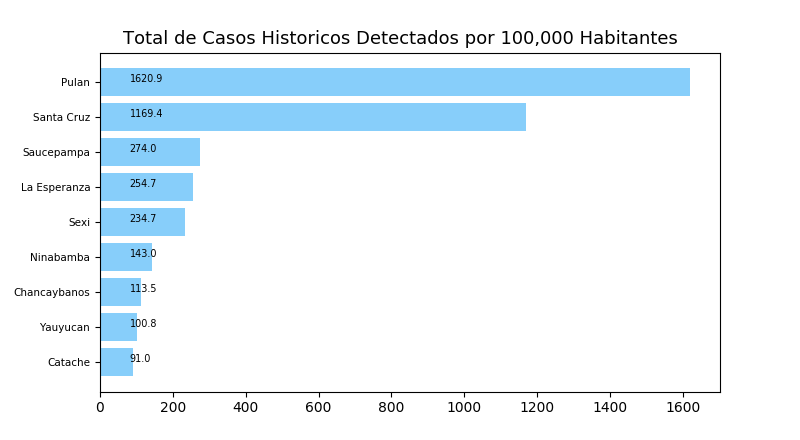 Total de Casos Historicos Detectados por 100,000 Habitantes
Pulan 1620.9
Santa Cruz 1169.4
Saucepampa 274.0
La Esperanza 254.7
Sexi 234.7
Ninabamba 143.0
Chancaybanos 113.5
Yauyucan 100.8
Catache 91.0
0 200 400 600 800 1000 1200 1400 1600